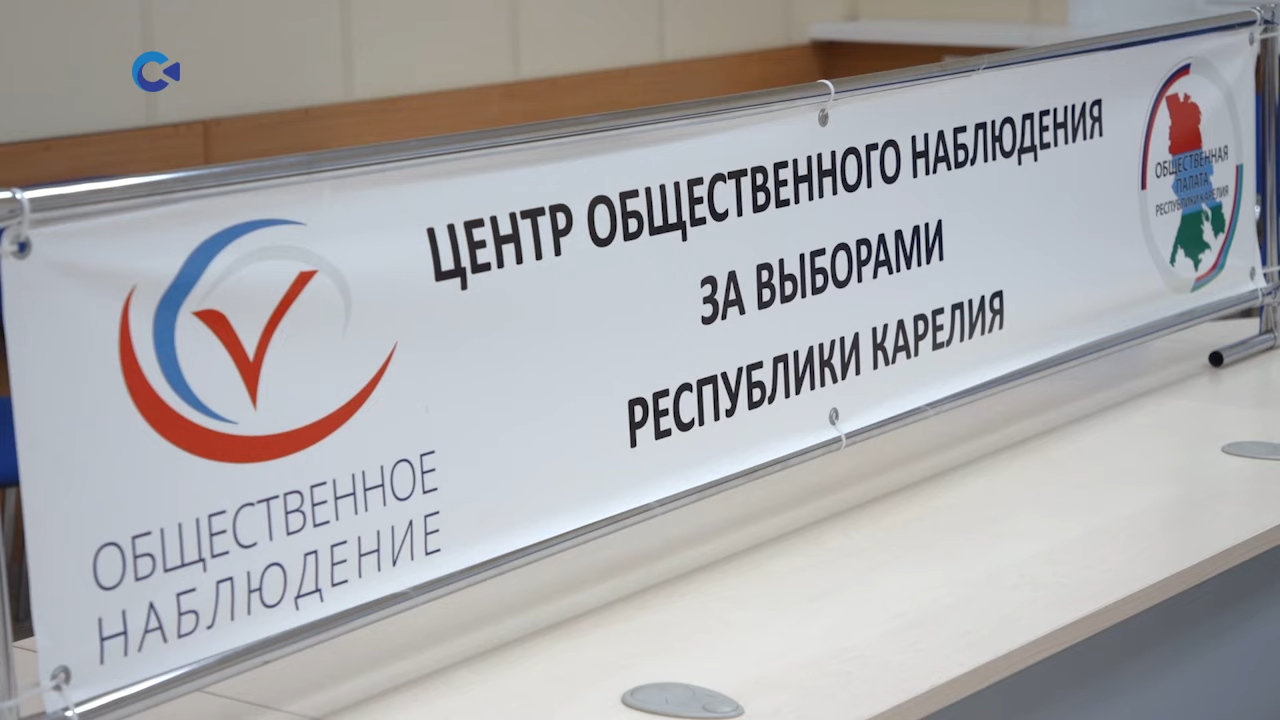 ЦЕНТР ОБЩЕСТВЕННОГО НАБЛЮДЕНИЯ
ЗА ВЫБОРАМИ
РЕСПУБЛИКИ КАРЕЛИЯ
ОБЩЕСТВЕННОЕ
НАБЛЮДЕНИЕ
ОБЩЕСТВЕННАЯ
ПАЛАТА
РЕСПУБЛИКИ КАРЕЛИЯ